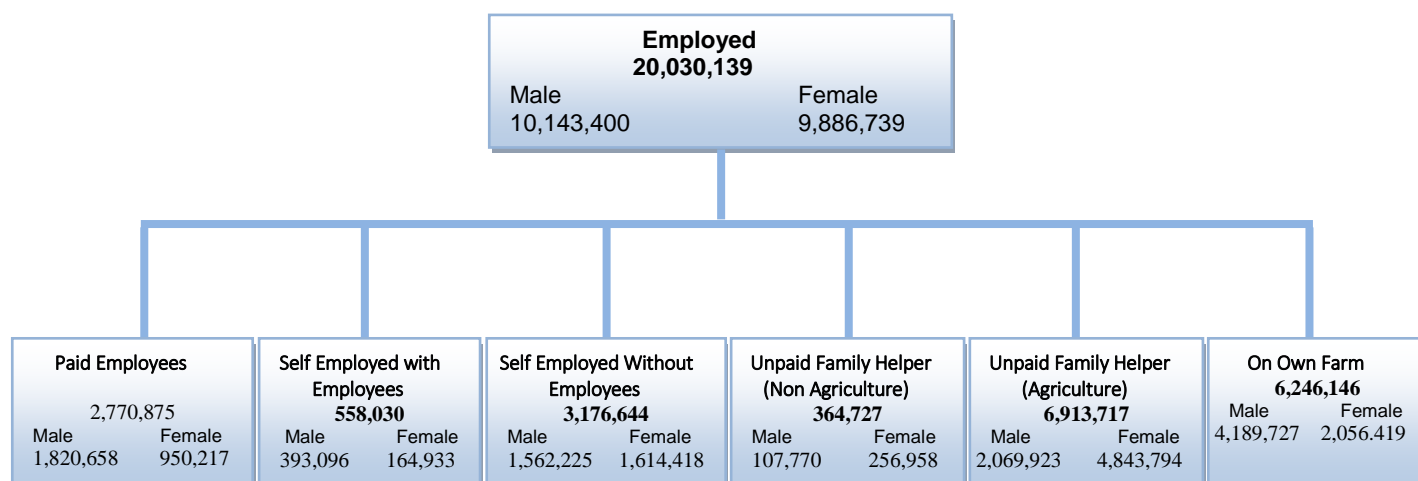 Employed
20,030,139
Male Female
10,143,400 9,886,739
Paid Employees
2,770,875
Male Female
1,820,658 950,217
Self Employed with
Employees
558,030
Male Female
393,096 164,933
Self Employed Without
Employees
3,176,644
Male Female
1,562,225 1,614,418
Unpaid Family Helper
(Non Agriculture)
364,727
Male Female
107,770 256,958
Unpaid Family Helper
(Agriculture)
6,913,717
Male Female
2,069,923 4,843,794
On Own Farm
6,246,146
Male Female
4,189,727 2,056.419